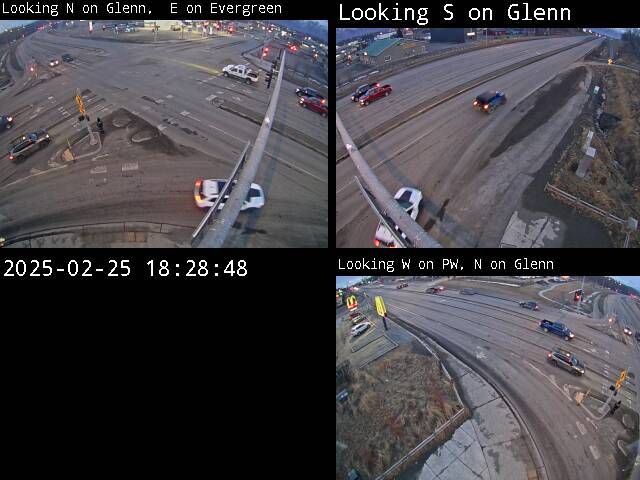 Looking N on Glenn,  E on Evergreen
Looking S on Glenn
2025-02-25 18:28:48
Looking W on PW, N on Glenn